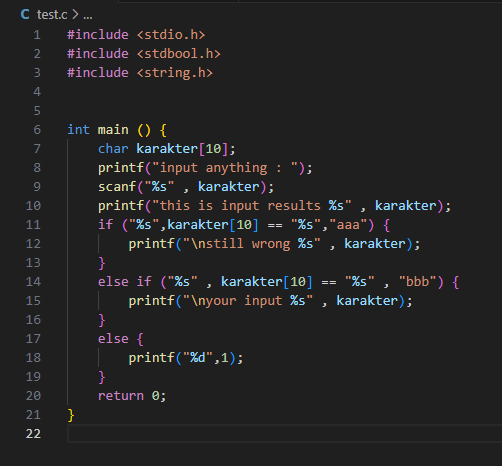 C test.c > ...
1 #include <stdio.h>
2 #include <stdbool.h>
3 #include <string.h>
4
5
6 int main () {
7     char karakter[10];
8     printf("input anything : ");
9     scanf("%s" , karakter);
10     printf("this is input results %s" , karakter);
11     if ("%s",karakter[10] == "%s","aaa") {
12         printf("\nstill wrong %s" , karakter);
13     }
14     else if ("%s" , karakter[10] == "%s" , "bbb") {
15         printf("\nyour input %s" , karakter);
16     }
17     else {
18         printf("%d",1);
19     }
20     return 0;
21 }
22